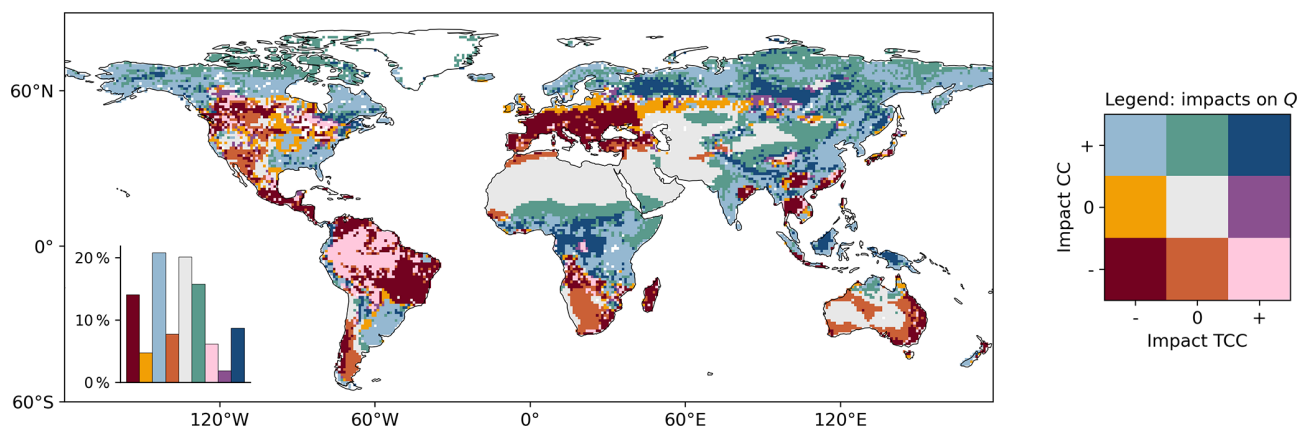 60°N
0°
60°S
20 %
10 %
0 %
120°W
60°W
0°
60°E
120°E
Legend: impacts on Q
Impact CC
+
0
-
-
0
+
Impact TCC